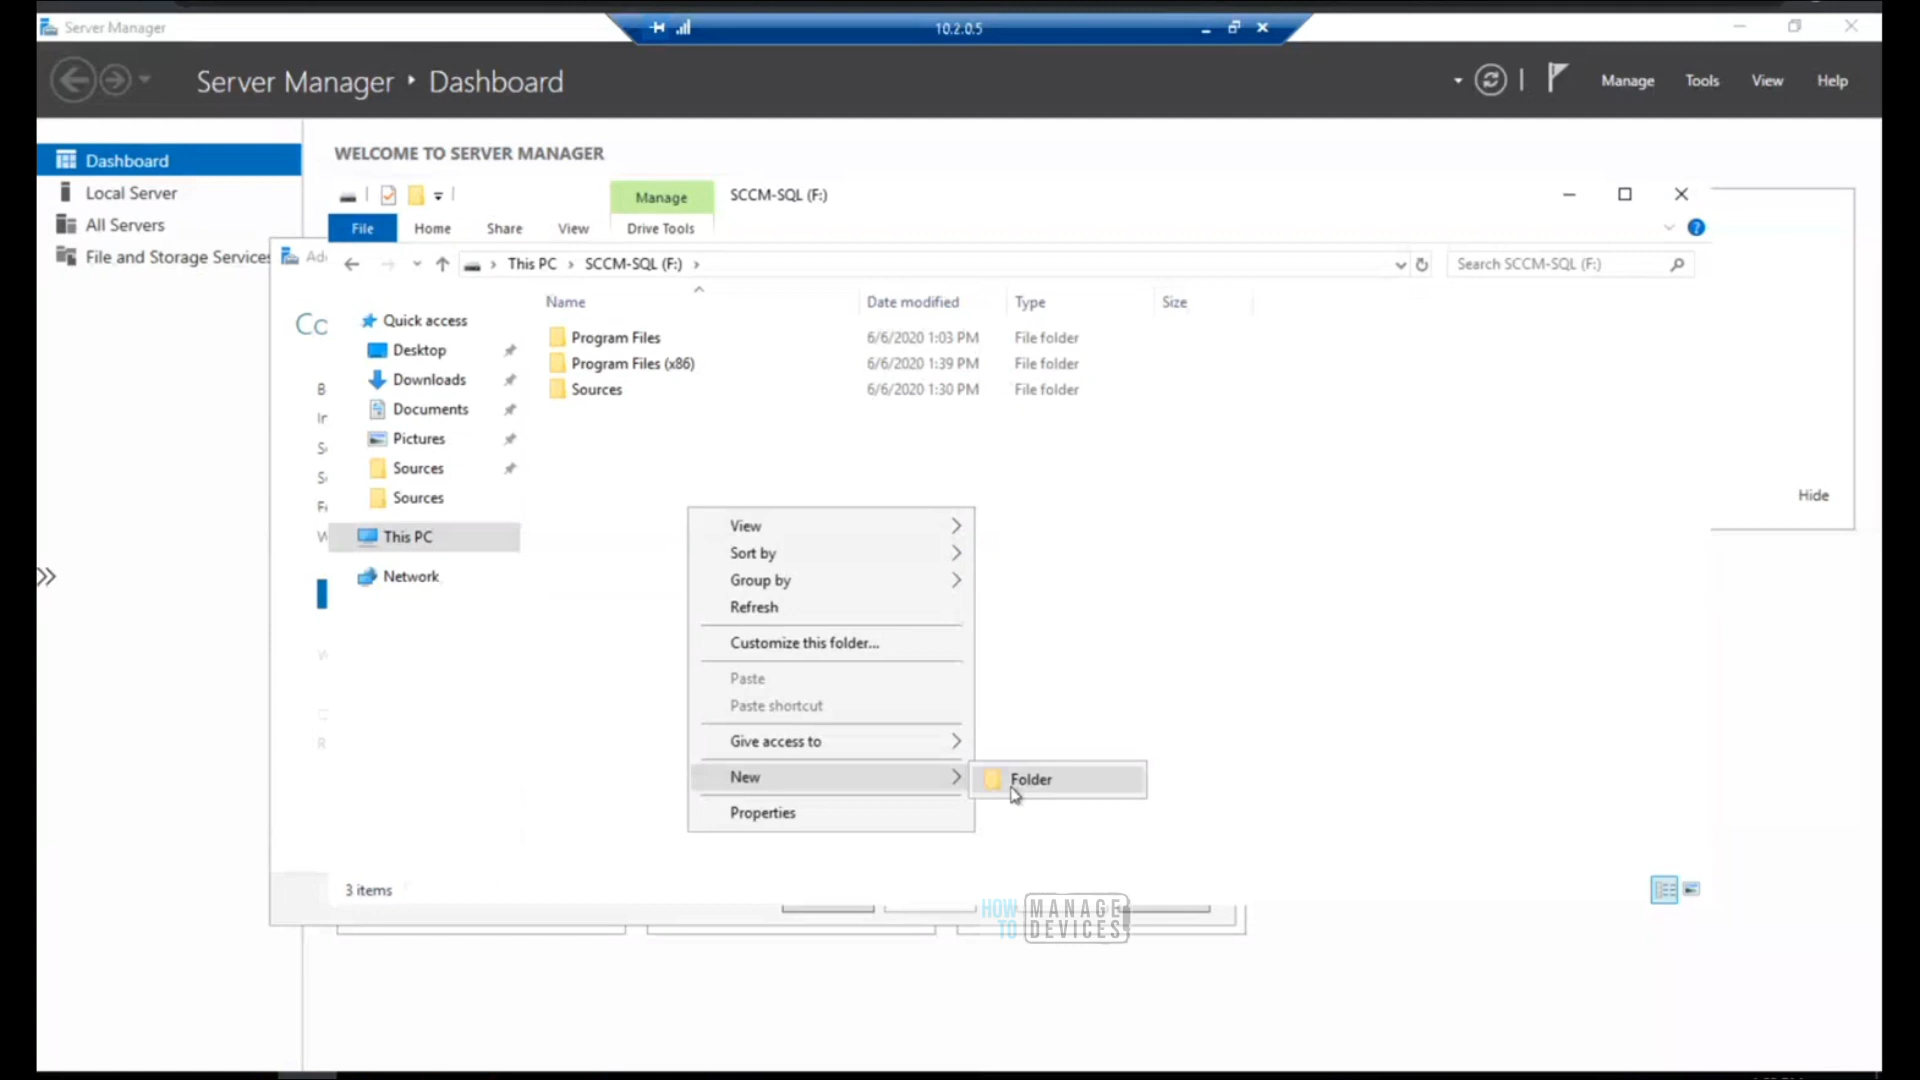 Server Manager
10.2.0.5
Server Manager • Dashboard
Manage
Tools
View
Help
Dashboard
Local Server
All Servers
File and Storage Services
WELCOME TO SERVER MANAGER
Manage
SCCM-SQL (F:)
File
Home
Share
View
Drive Tools
This PC
SCCM-SQL (F:)
Search SCCM-SQL (F:)
Co
Quick access
Desktop
Downloads
Documents
Pictures
Sources
Sources
This PC
Network
Name
Date modified
Type
Size
Program Files
6/6/2020 1:03 PM
File folder
Program Files (x86)
6/6/2020 1:39 PM
File folder
Sources
6/6/2020 1:30 PM
File folder
Hide
View
Sort by
Group by
Refresh
Customize this folder...
Paste
Paste shortcut
Give access to
New
Properties
Folder
3 items
HOW TO
MANAGE DEVICES